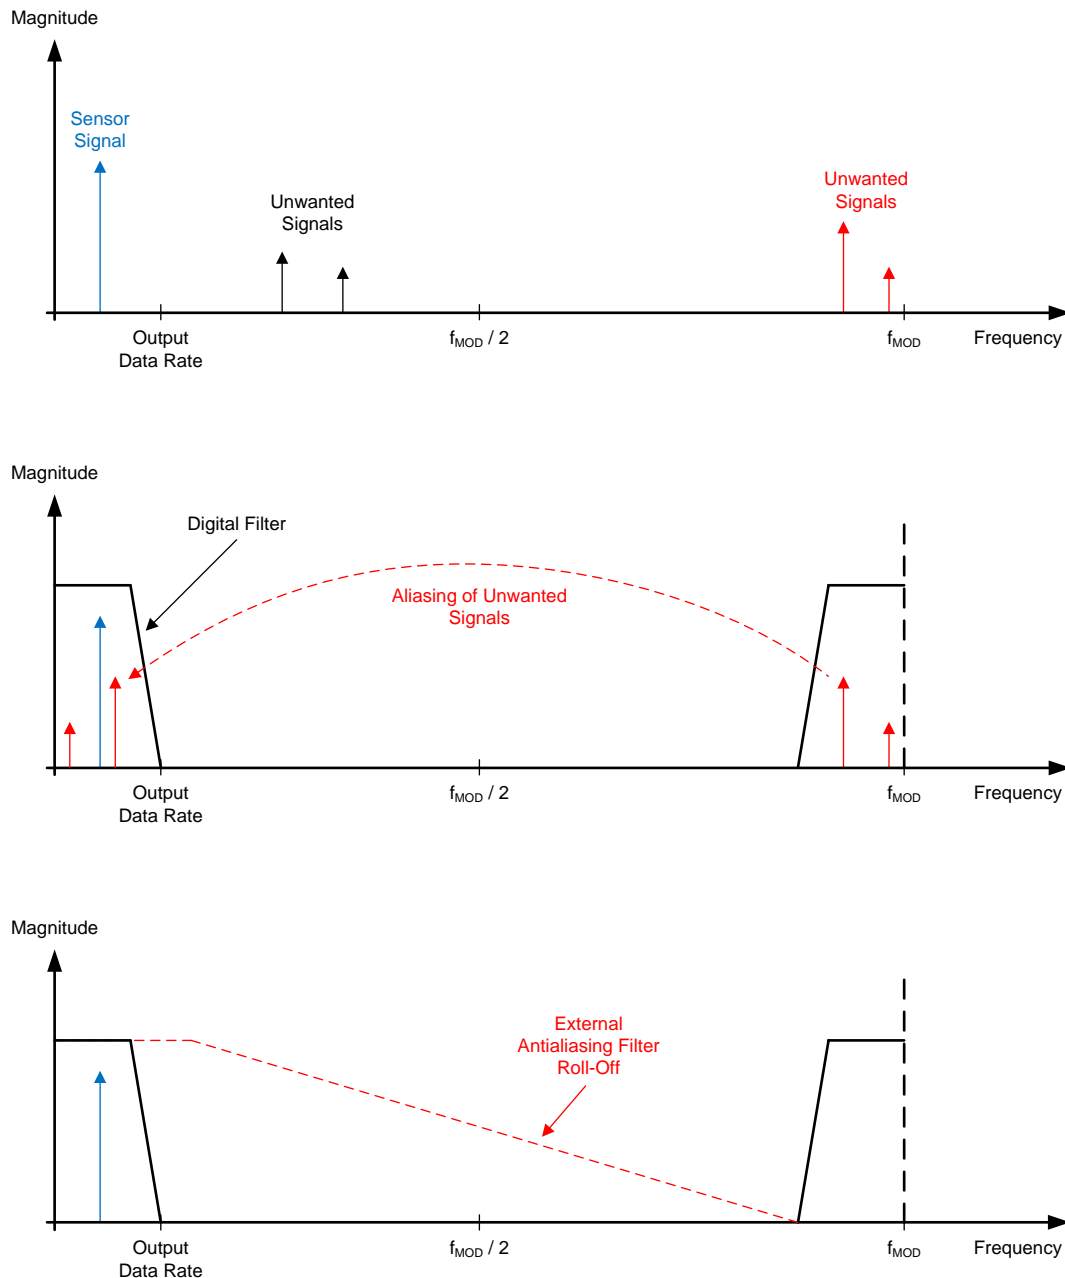 Magnitude
Sensor
Signal
Unwanted
Signals
Unwanted
Signals
Output
Data Rate
fMOD / 2
fMOD
Frequency
Magnitude
Digital Filter
Aliasing of Unwanted
Signals
Output
Data Rate
fMOD / 2
fMOD
Frequency
Magnitude
External
Antialiasing Filter
Roll-Off
Output
Data Rate
fMOD / 2
fMOD
Frequency